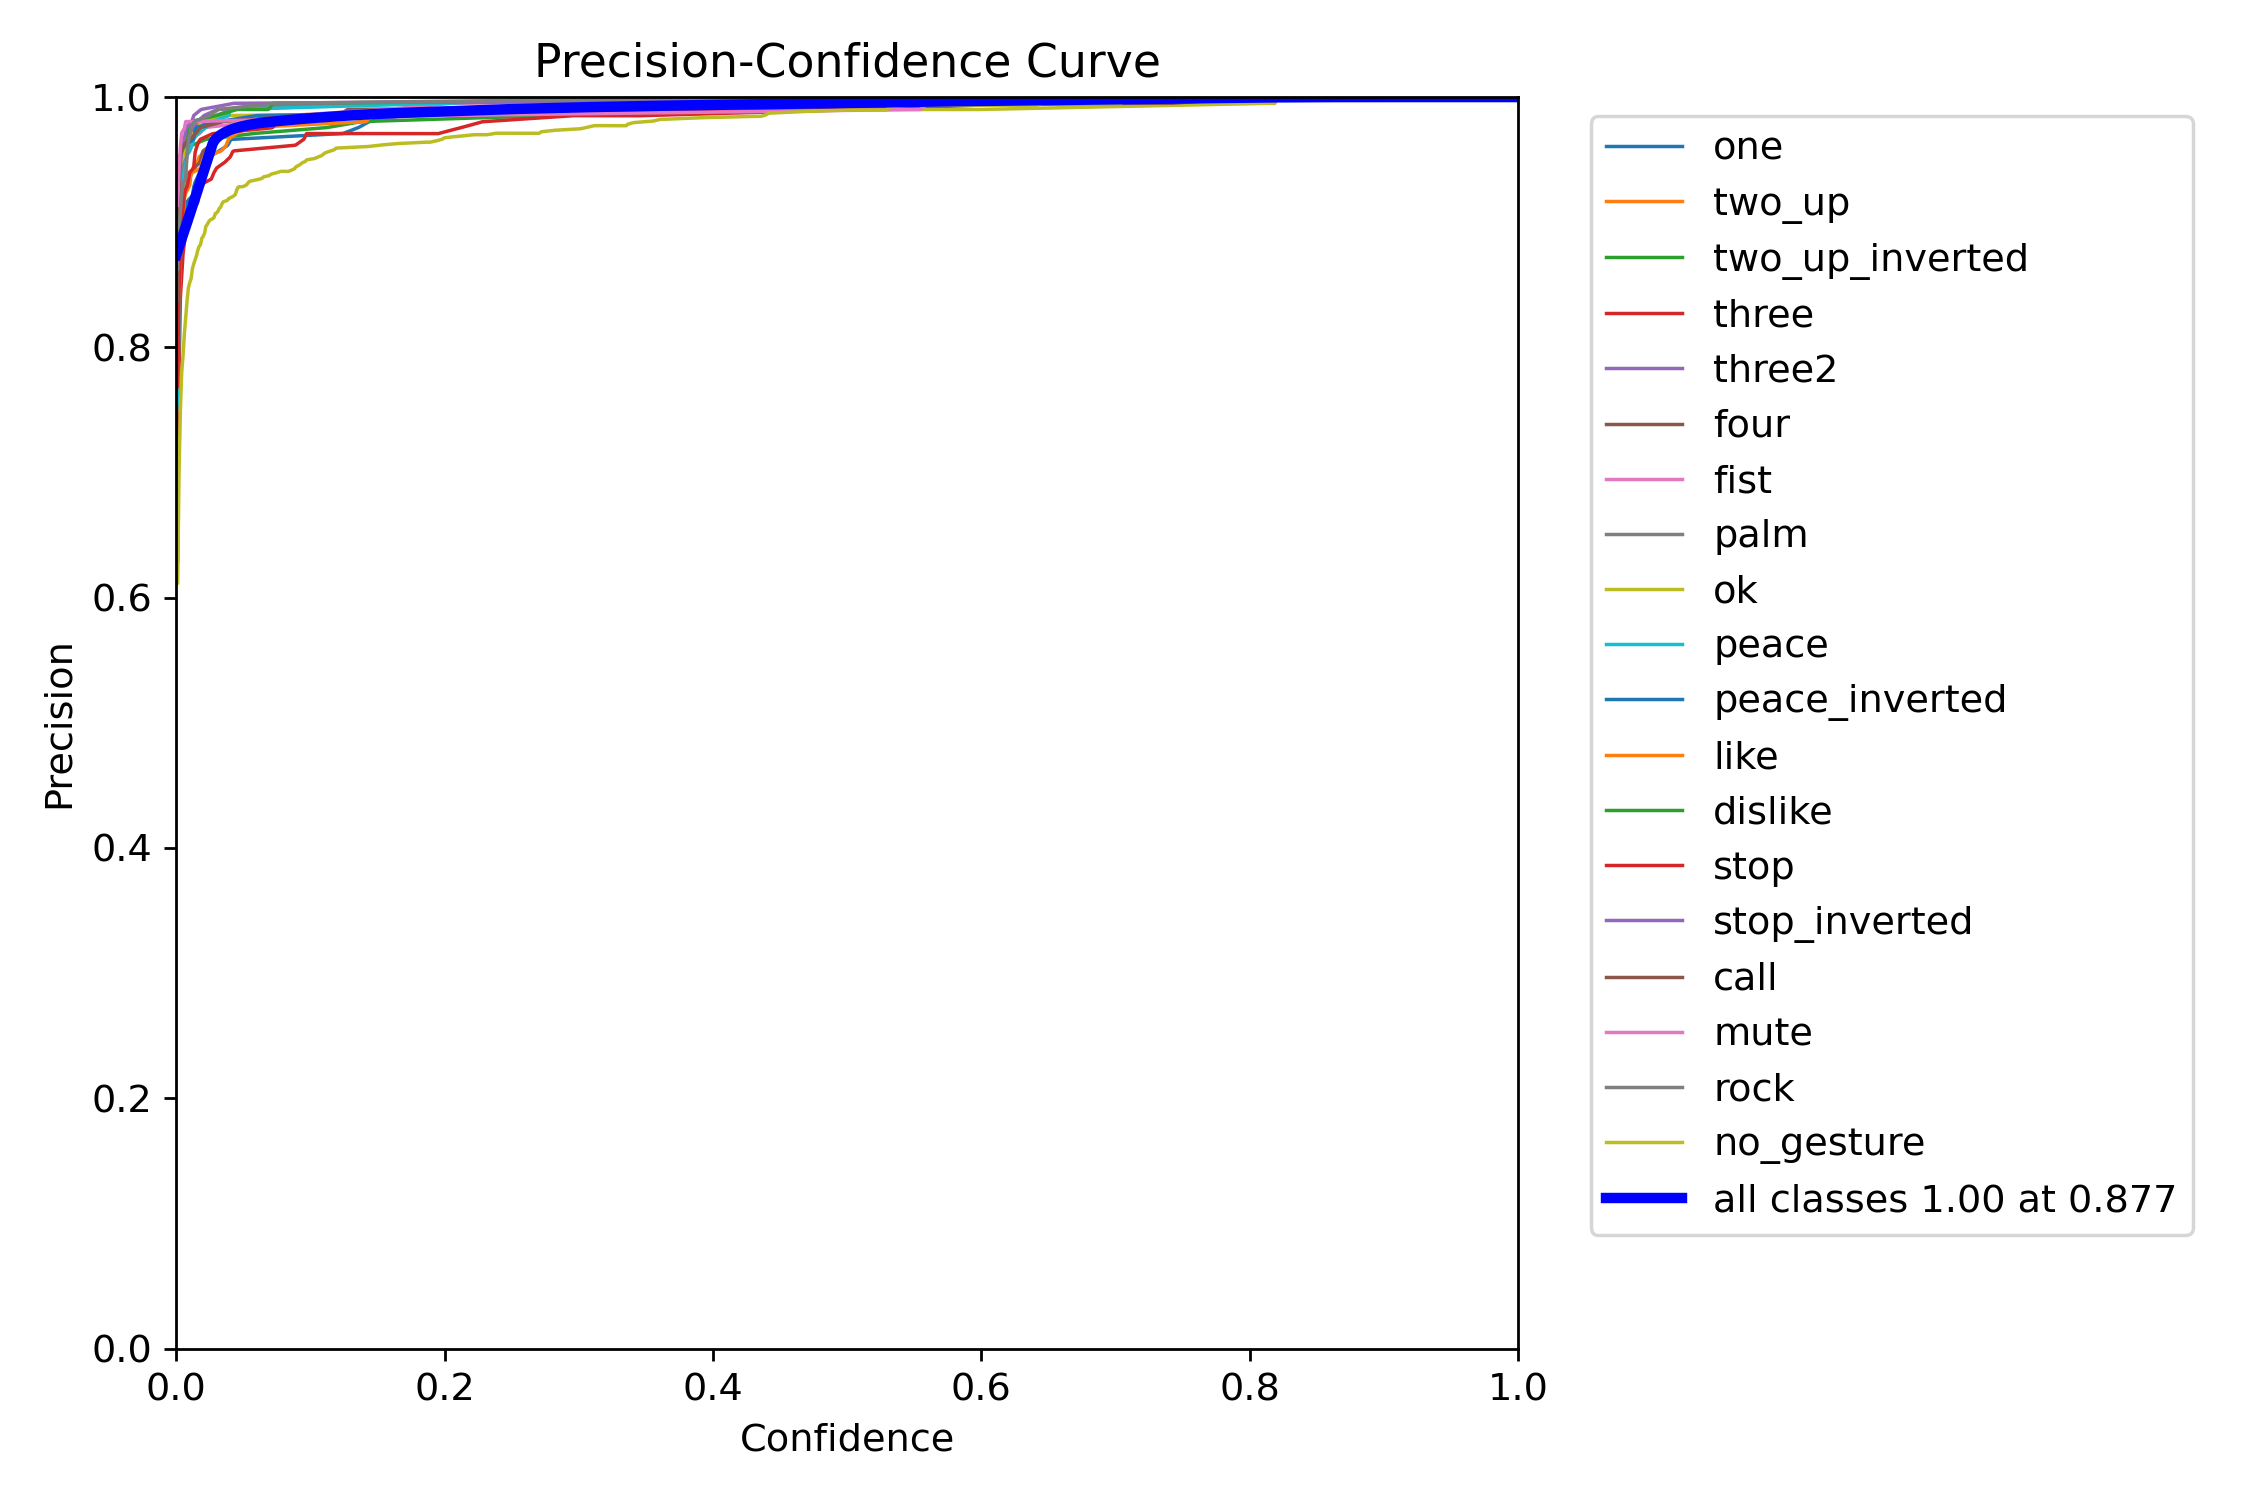 Precision-Confidence Curve
1.0
0.8
0.6
0.4
0.2
0.0
Precision
0.0 0.2 0.4 0.6 0.8 1.0
Confidence
one
two_up
two_up_inverted
three
three2
four
fist
palm
ok
peace
peace_inverted
like
dislike
stop
stop_inverted
call
mute
rock
no_gesture
all classes 1.00 at 0.877